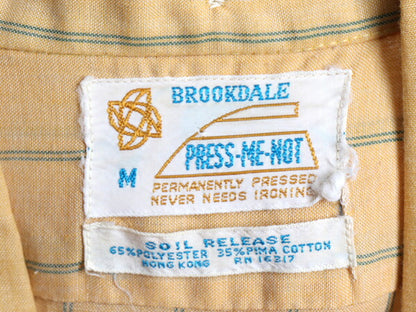 BROOKDALE
PRESS-ME-NOT
M
PERMANENTLY PRESSED
NEVER NEEDS IRONING
SOIL RELEASE
65% POLYESTER 35% PIMA COTTON
HONG KONG RN 16217